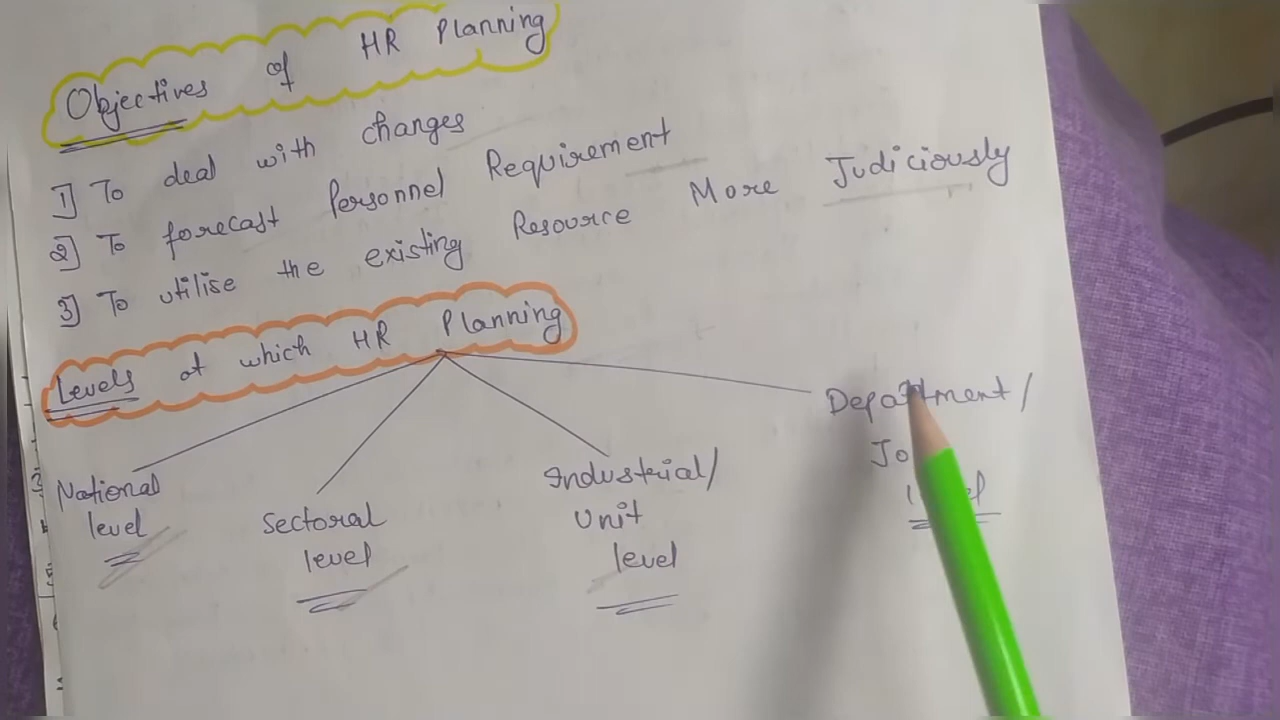 Objectives of HR Planning
1] To deal with changes
2] To forecast Personnel Requirement
3] To utilise the existing Resource More Judiciously
Levels at which HR Planning
National
level
Sectoral
level
Industrial/
Unit
level
Department/